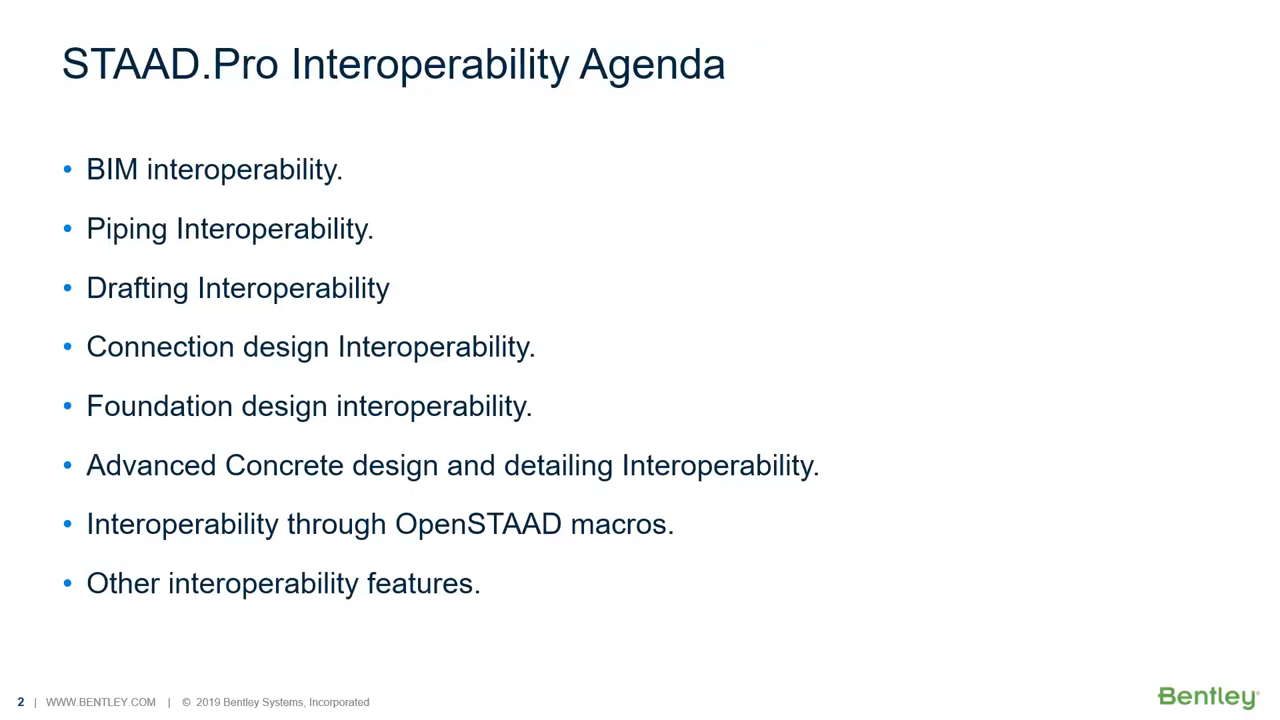 STAAD.Pro Interoperability Agenda
• BIM interoperability.
• Piping Interoperability.
• Drafting Interoperability
• Connection design Interoperability.
• Foundation design interoperability.
• Advanced Concrete design and detailing Interoperability.
• Interoperability through OpenSTAAD macros.
• Other interoperability features.
2 | WWW.BENTLEY.COM | © 2019 Bentley Systems, Incorporated
Bentley®